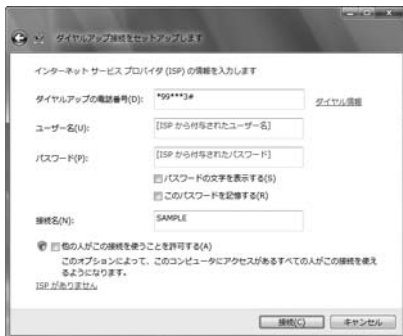 ダイヤルアップ接続をセットアップします
インターネット サービス プロバイダ (ISP) の情報を入力します
ダイヤルアップの電話番号(D):
*99***3#
ダイヤル情報
ユーザー名(U):
[ISP から付与されたユーザー名]
パスワード(P):
[ISP から付与されたパスワード]
パスワードの文字を表示する(S)
このパスワードを記憶する(R)
接続名(N):
SAMPLE
他の人がこの接続を使うことを許可する(A)
このオプションによって、このコンピュータにアクセスがあるすべての人がこの接続を使え
るようになります。
ISP がありません
接続(C)
キャンセル